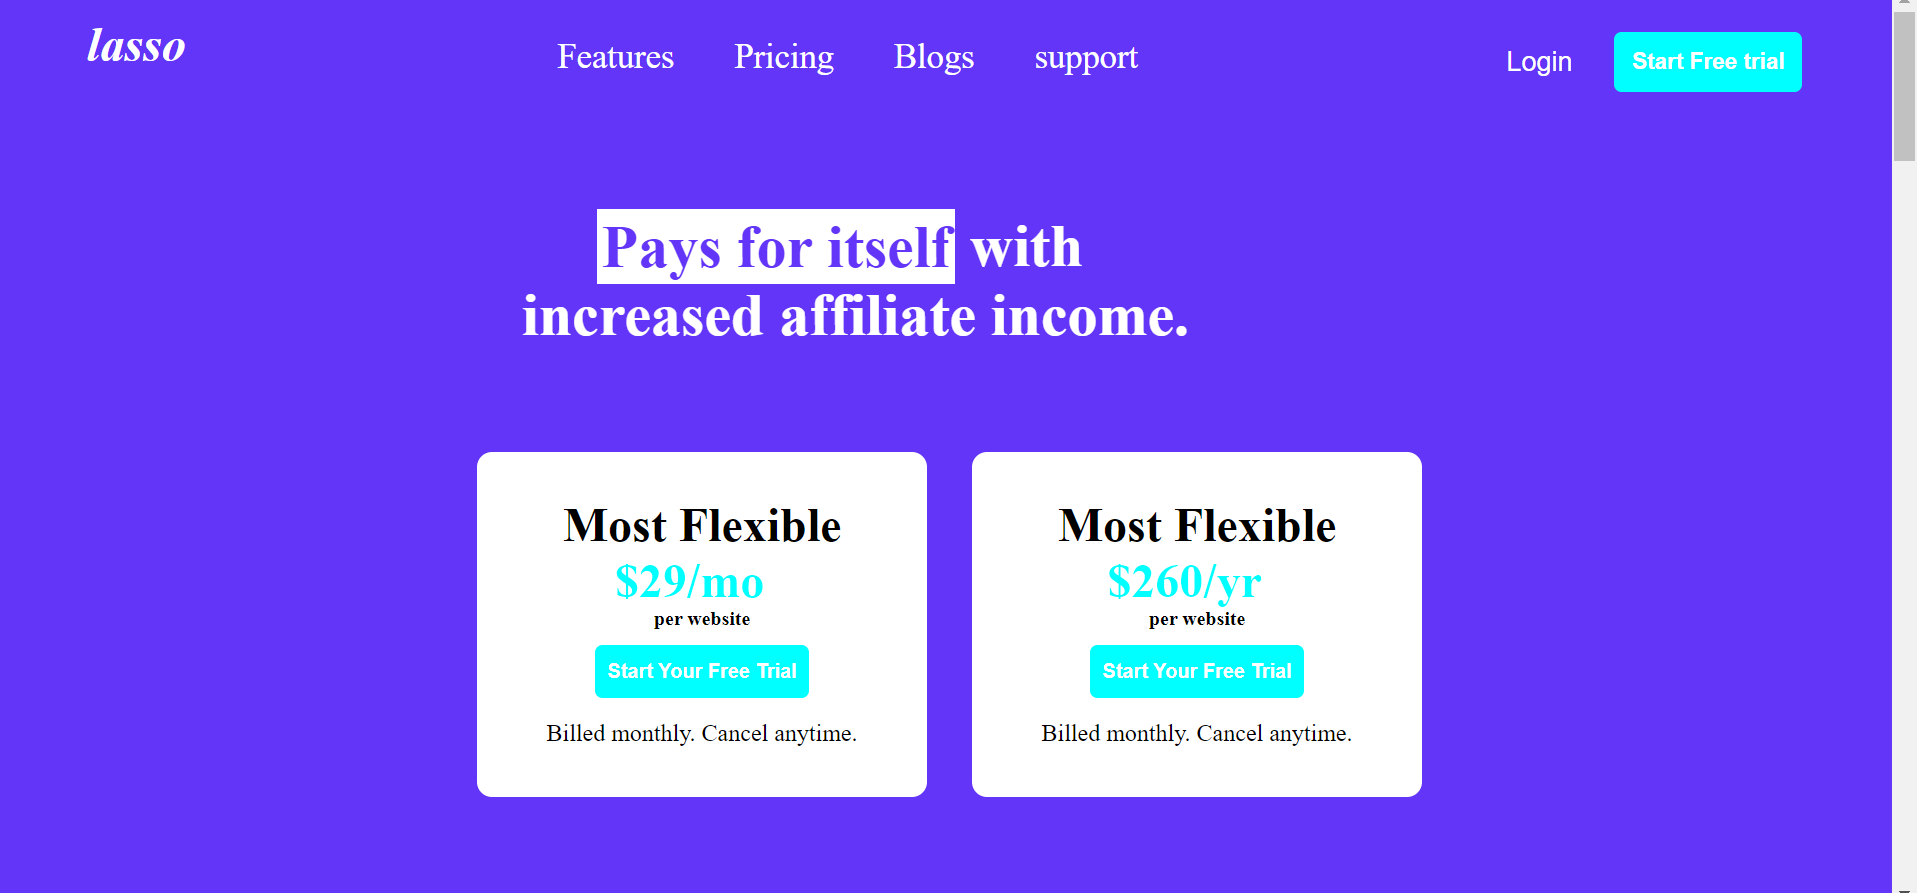 lasso
Features Pricing Blogs support
Login Start Free trial
Pays for itself with
increased affiliate income.
Most Flexible
$29/mo
per website
Start Your Free Trial
Billed monthly. Cancel anytime.
Most Flexible
$260/yr
per website
Start Your Free Trial
Billed monthly. Cancel anytime.